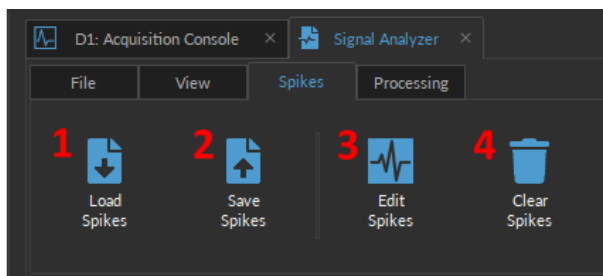 D1: Acquisition Console × Signal Analyzer ×
File View Spikes Processing
1 2 3 4
Load Save Edit Clear
Spikes Spikes Spikes Spikes